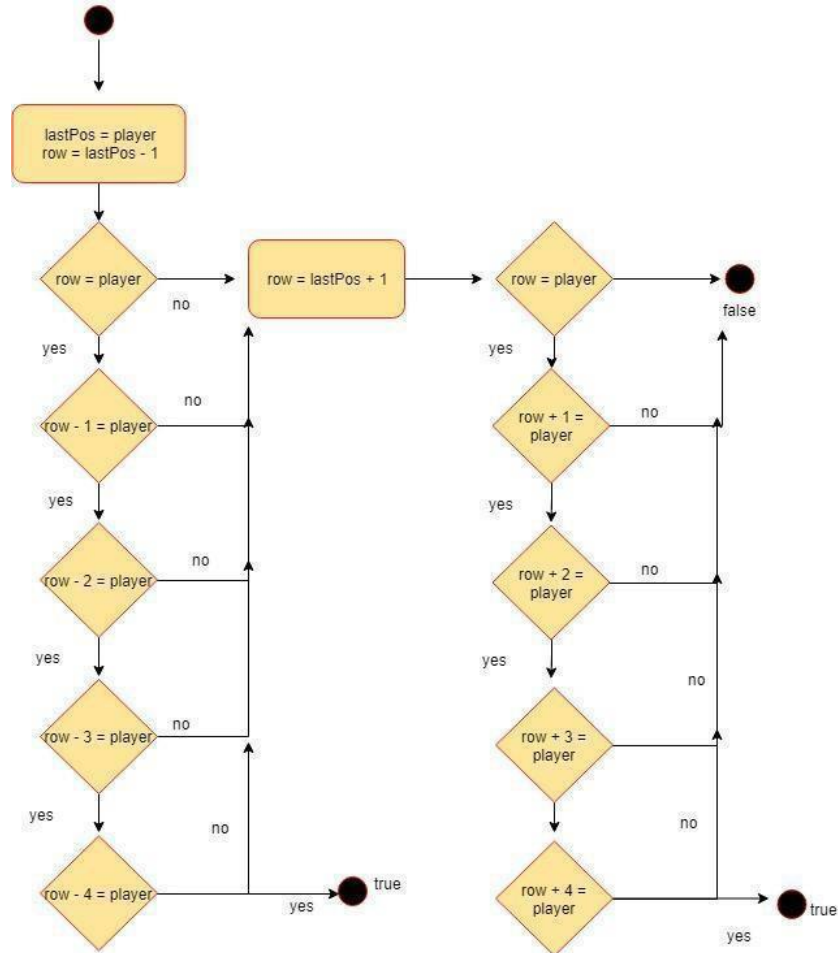 lastPos = player
row = lastPos - 1
row = player
no
yes
row = lastPos + 1
row = player
false
yes
row - 1 = player
no
yes
row + 1 =
player
no
yes
row - 2 = player
no
yes
row + 2 =
player
no
yes
row - 3 = player
no
yes
row + 3 =
player
no
no
row - 4 = player
no
yes
true
row + 4 =
player
no
yes
true